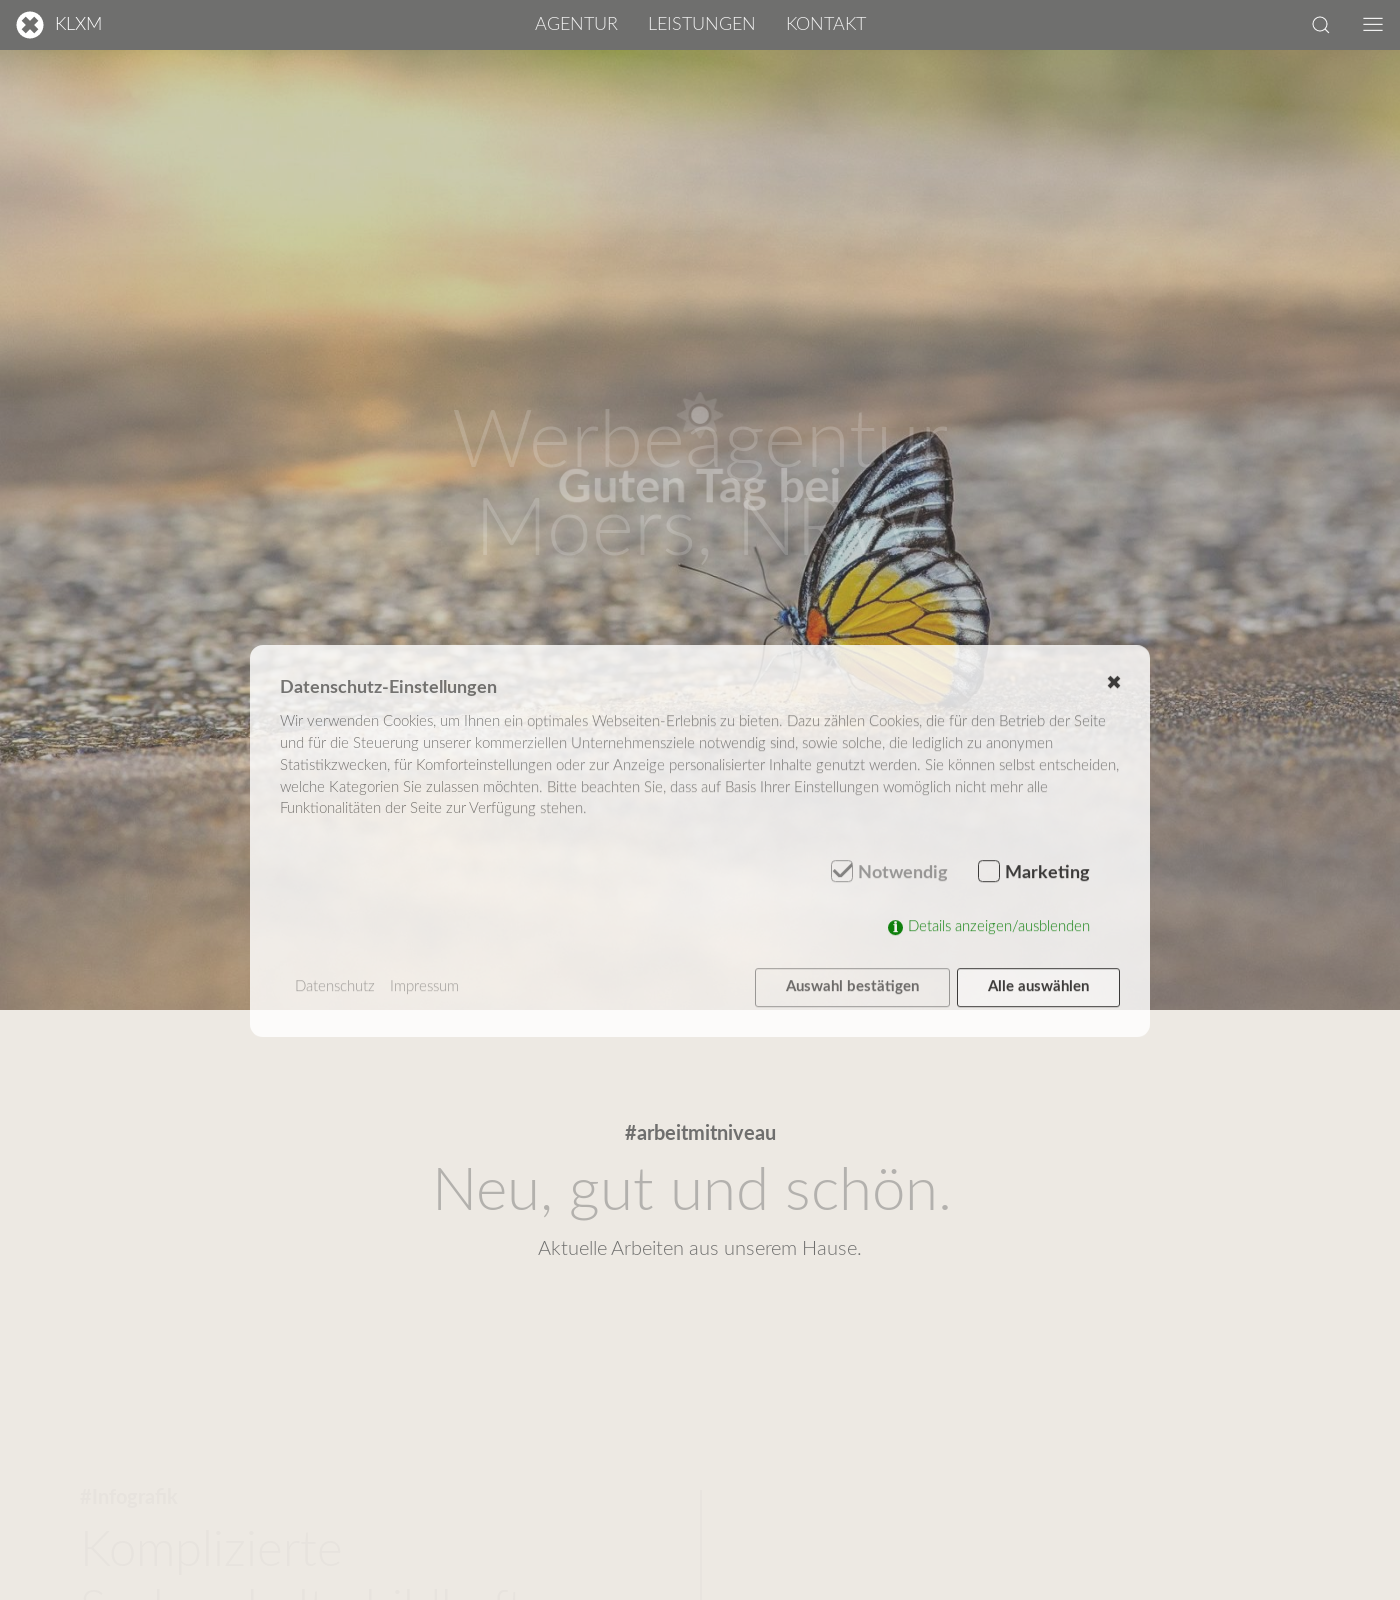 KLXM
AGENTUR LEISTUNGEN KONTAKT
Werbeagentur
Guten Tag bei
Moers,
Datenschutz-Einstellungen
Wir verwenden Cookies, um Ihnen ein optimales Webseiten-Erlebnis zu bieten. Dazu zählen Cookies, die für den Betrieb der Seite
und für die Steuerung unserer kommerziellen Unternehmensziele notwendig sind, sowie solche, die lediglich zu anonymen
Statistikzwecken, für Komforteinstellungen oder zur Anzeige personalisierter Inhalte genutzt werden. Sie können selbst entscheiden,
welche Kategorien Sie zulassen möchten. Bitte beachten Sie, dass auf Basis Ihrer Einstellungen womöglich nicht mehr alle
Funktionalitäten der Seite zur Verfügung stehen.
Notwendig Marketing
Details anzeigen/ausblenden
Datenschutz Impressum Auswahl bestätigen Alle auswählen
#arbeitmitniveau
Neu, gut und schön.
Aktuelle Arbeiten aus unserem Hause.
#infografik
Komplizierte